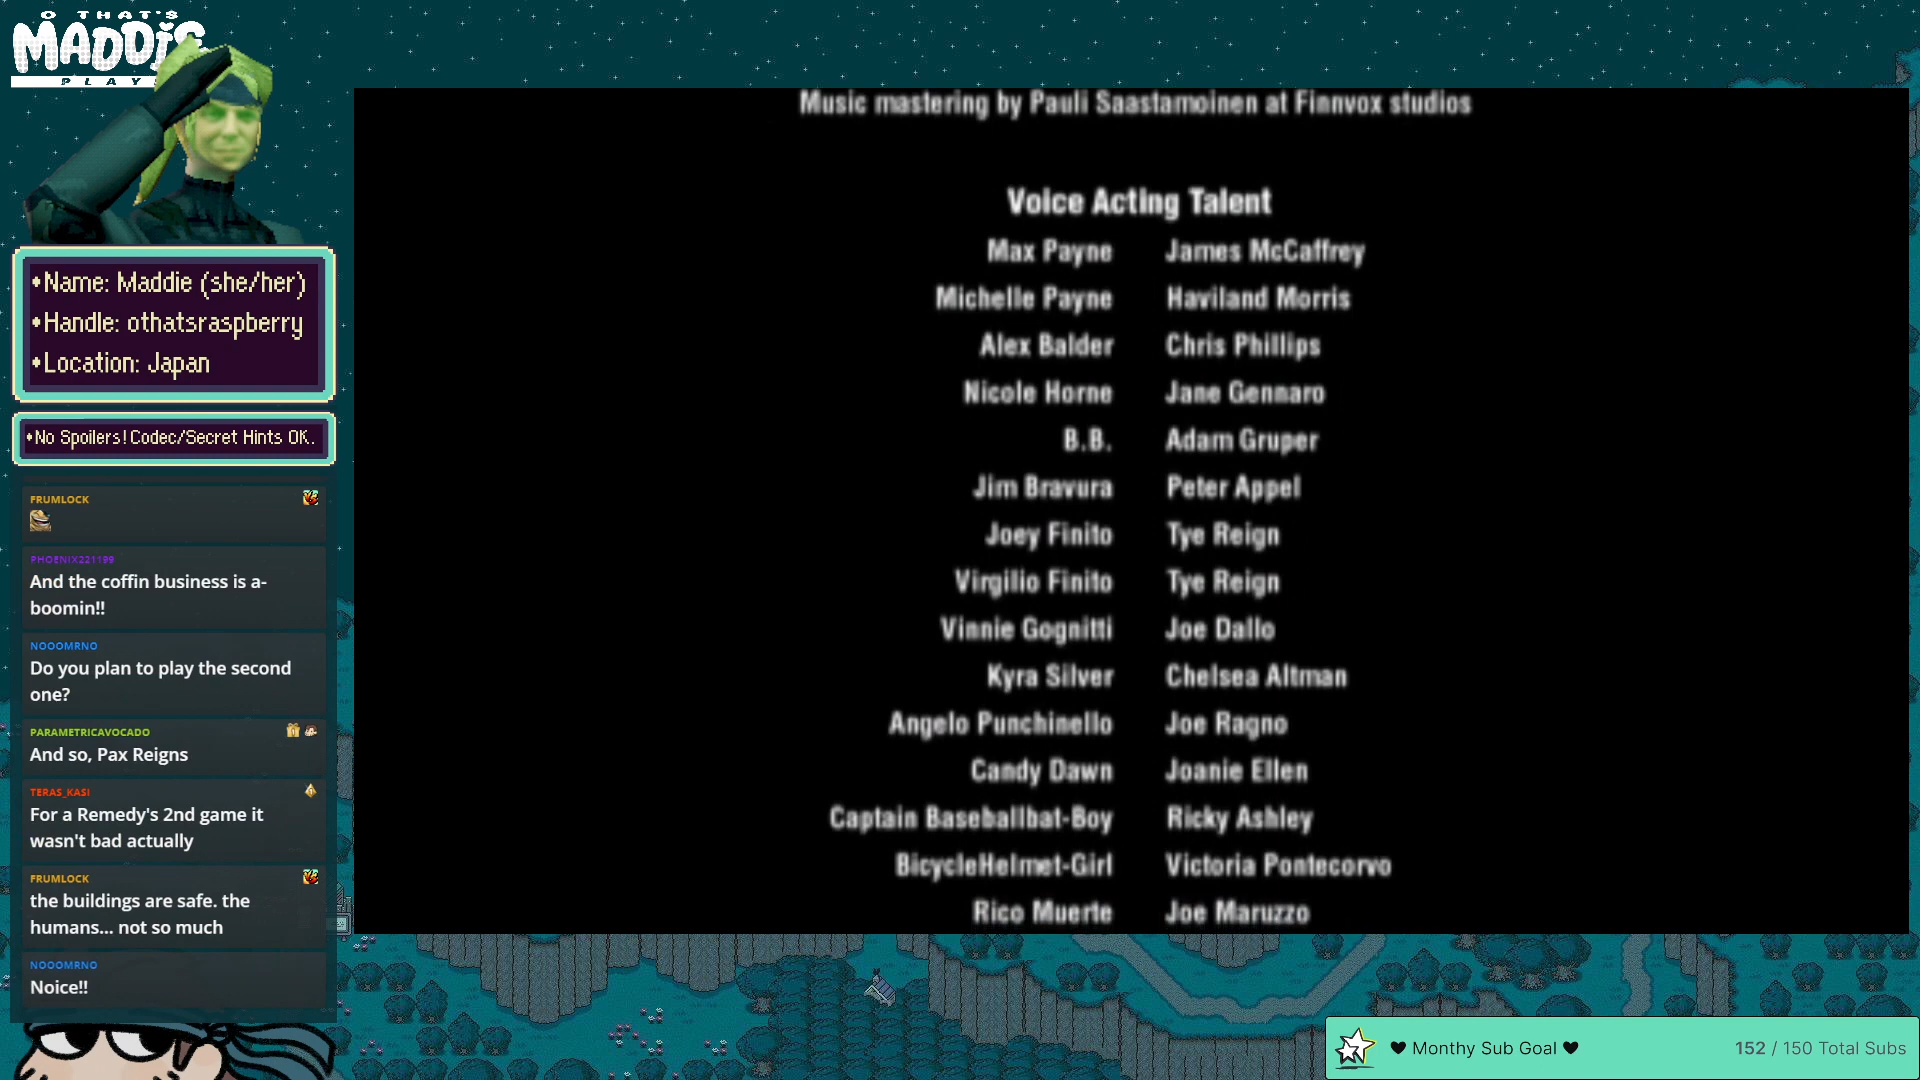 O THAT'S
MADDIE
PLAY
•Name: Maddie (she/her)
•Handle: othatsraspberry
•Location: Japan
•No Spoilers! Codec/Secret Hints OK.
FRUMLOCK
PHOENIX221199
And the coffin business is a-
boomin!!
NOOOMRNO
Do you plan to play the second
one?
PARAMETRICAVOCADO
And so, Pax Reigns
TERAS_KASI
For a Remedy's 2nd game it
wasn't bad actually
FRUMLOCK
the buildings are safe. the
humans... not so much
NOOOMRNO
Noice!!
Music mastering by Pauli Saastamoinen at Finnvox studios
Voice Acting Talent
Max Payne James McCaffrey
Michelle Payne Haviland Morris
Alex Balder Chris Phillips
Nicole Horne Jane Gennaro
B.B. Adam Gruper
Jim Bravura Peter Appel
Joey Finito Tye Reign
Virgilio Finito Tye Reign
Vinnie Gognitti Joe Dallo
Kyra Silver Chelsea Altman
Angelo Punchinello Joe Ragno
Candy Dawn Joanie Ellen
Captain Baseballbat-Boy Ricky Ashley
BicycleHelmet-Girl Victoria Pontecorvo
Rico Muerte Joe Maruzzo
♥ Monthy Sub Goal ♥ 152 / 150 Total Subs